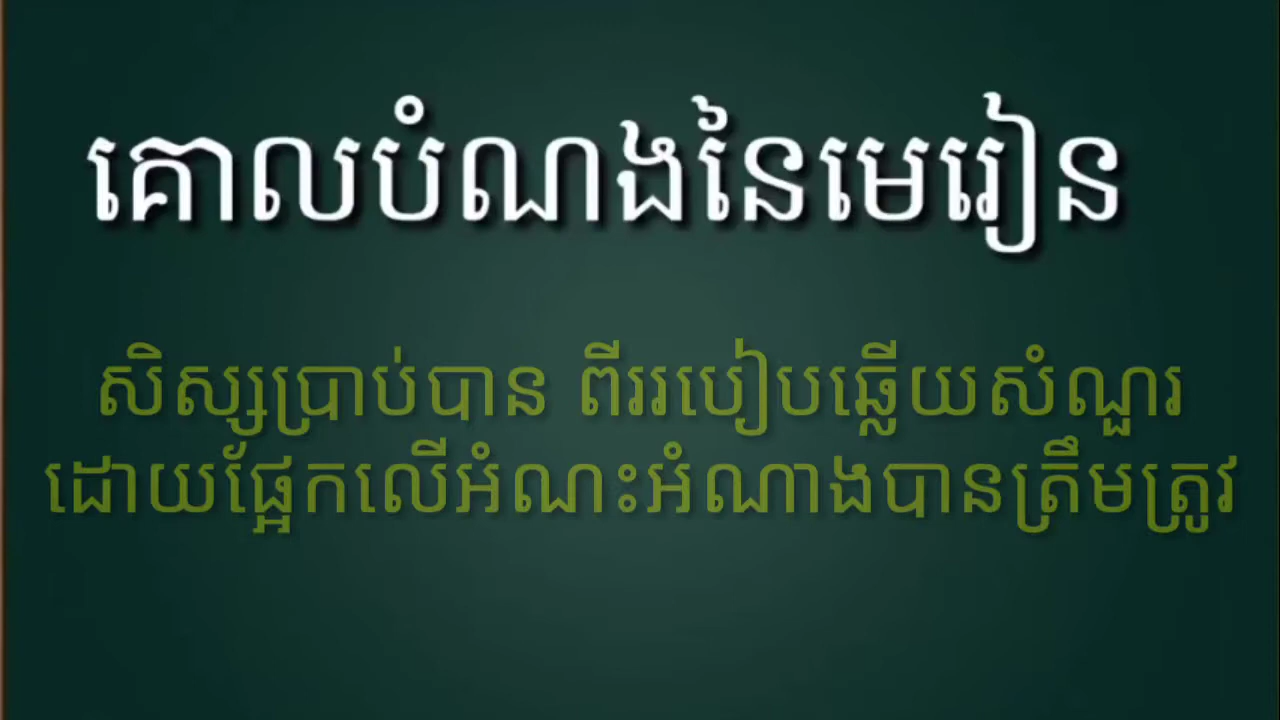 គោលបំណងនៃមេរៀន
សិស្សប្រាប់បាន ពីររបៀបឆ្លើយសំណួរ
ដោយផ្អែកលើអំណះអំណាងបានត្រឹមត្រូវ